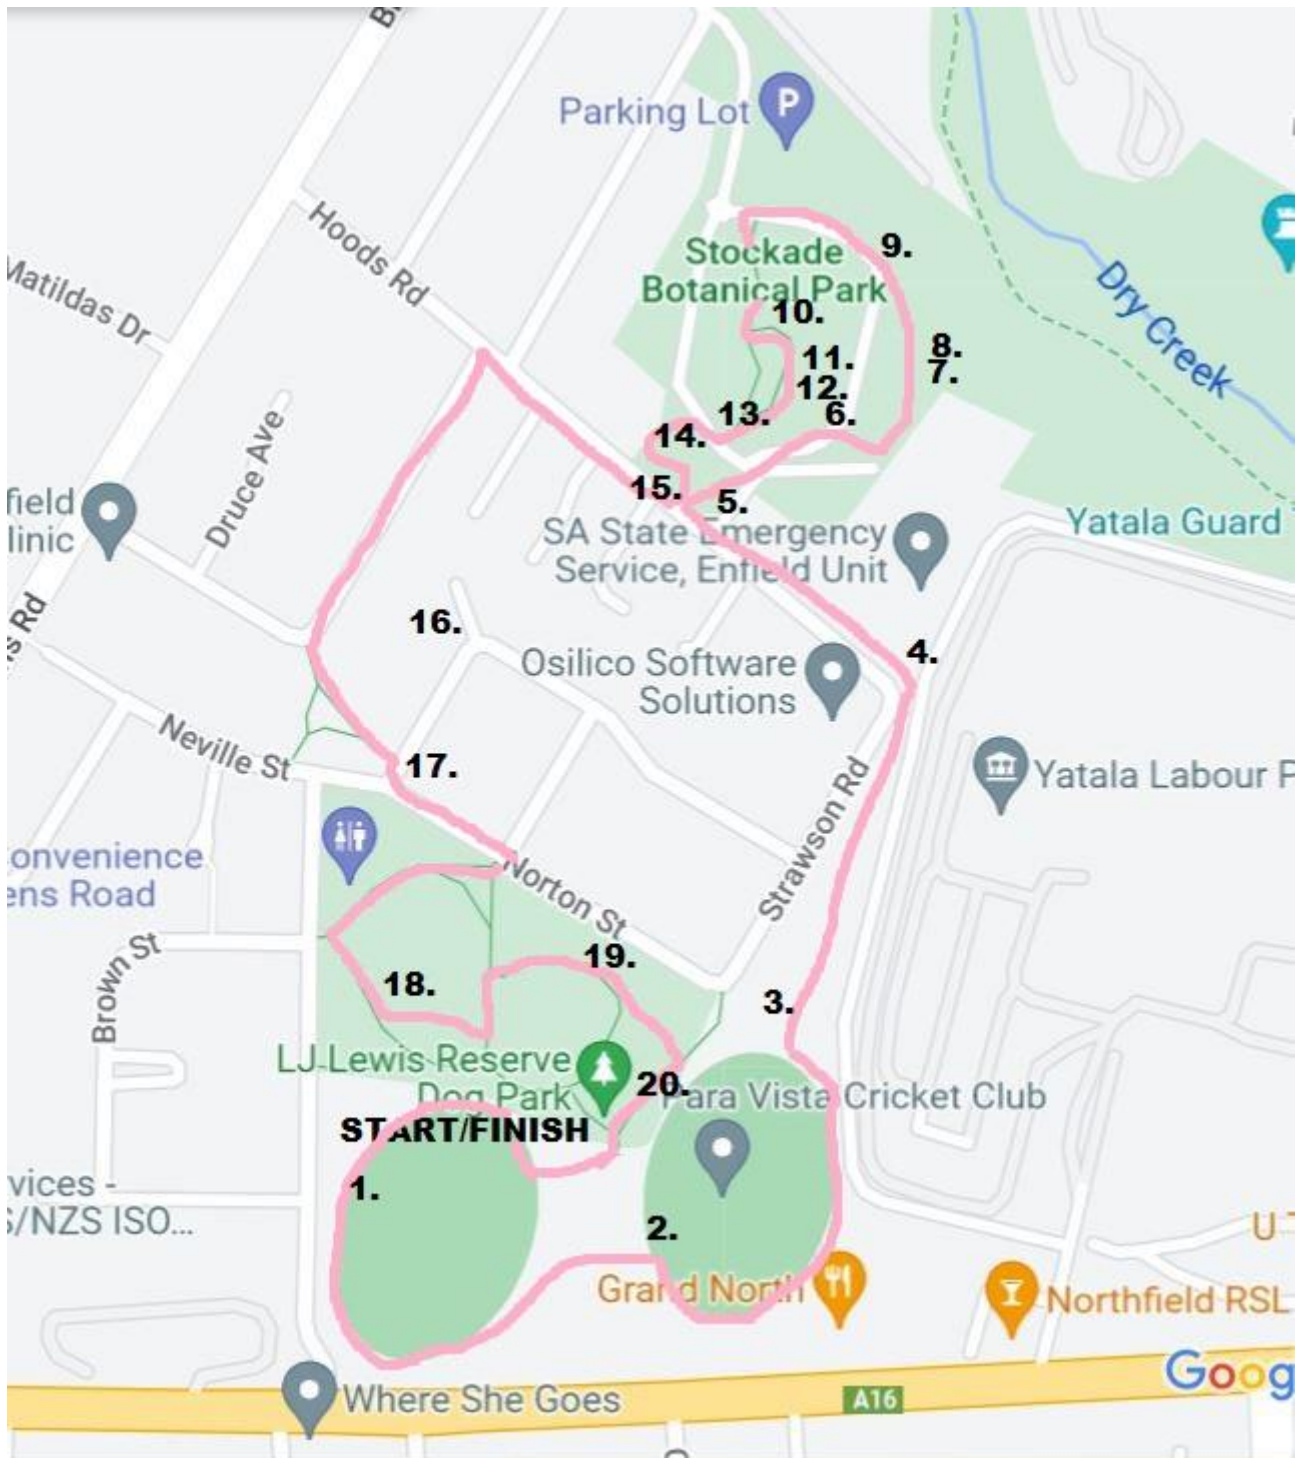 Parking Lot
P
Hoods Rd
Matildas Dr
Stockade
Botanical Park
Dry Creek
9.
10.
11.
12.
13.
14.
15.
8.
7.
6.
5.
Druce Ave
field
linic
SA State Emergency
Service, Enfield Unit
Yatala Guard
16.
4.
Osilico Software
Solutions
s Rd
Neville St
17.
Yatala Labour P
Strawson Rd
onvenience
ens Road
Norton St
Brown St
18.
19.
3.
LJ Lewis Reserve
Dog Park
20.
Para Vista Cricket Club
START/FINISH
1.
vices -
S/NZS ISO...
2.
Grand North
U T
Northfield RSL
Goog
Where She Goes
A16